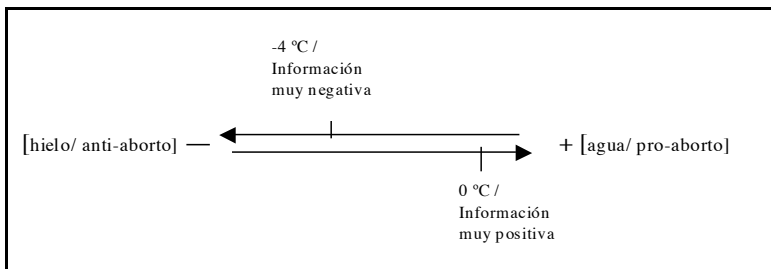 -4 ºC /
Información
muy negativa
[hielo/ anti-aborto] — + [agua/ pro-aborto]
0 ºC /
Información
muy positiva